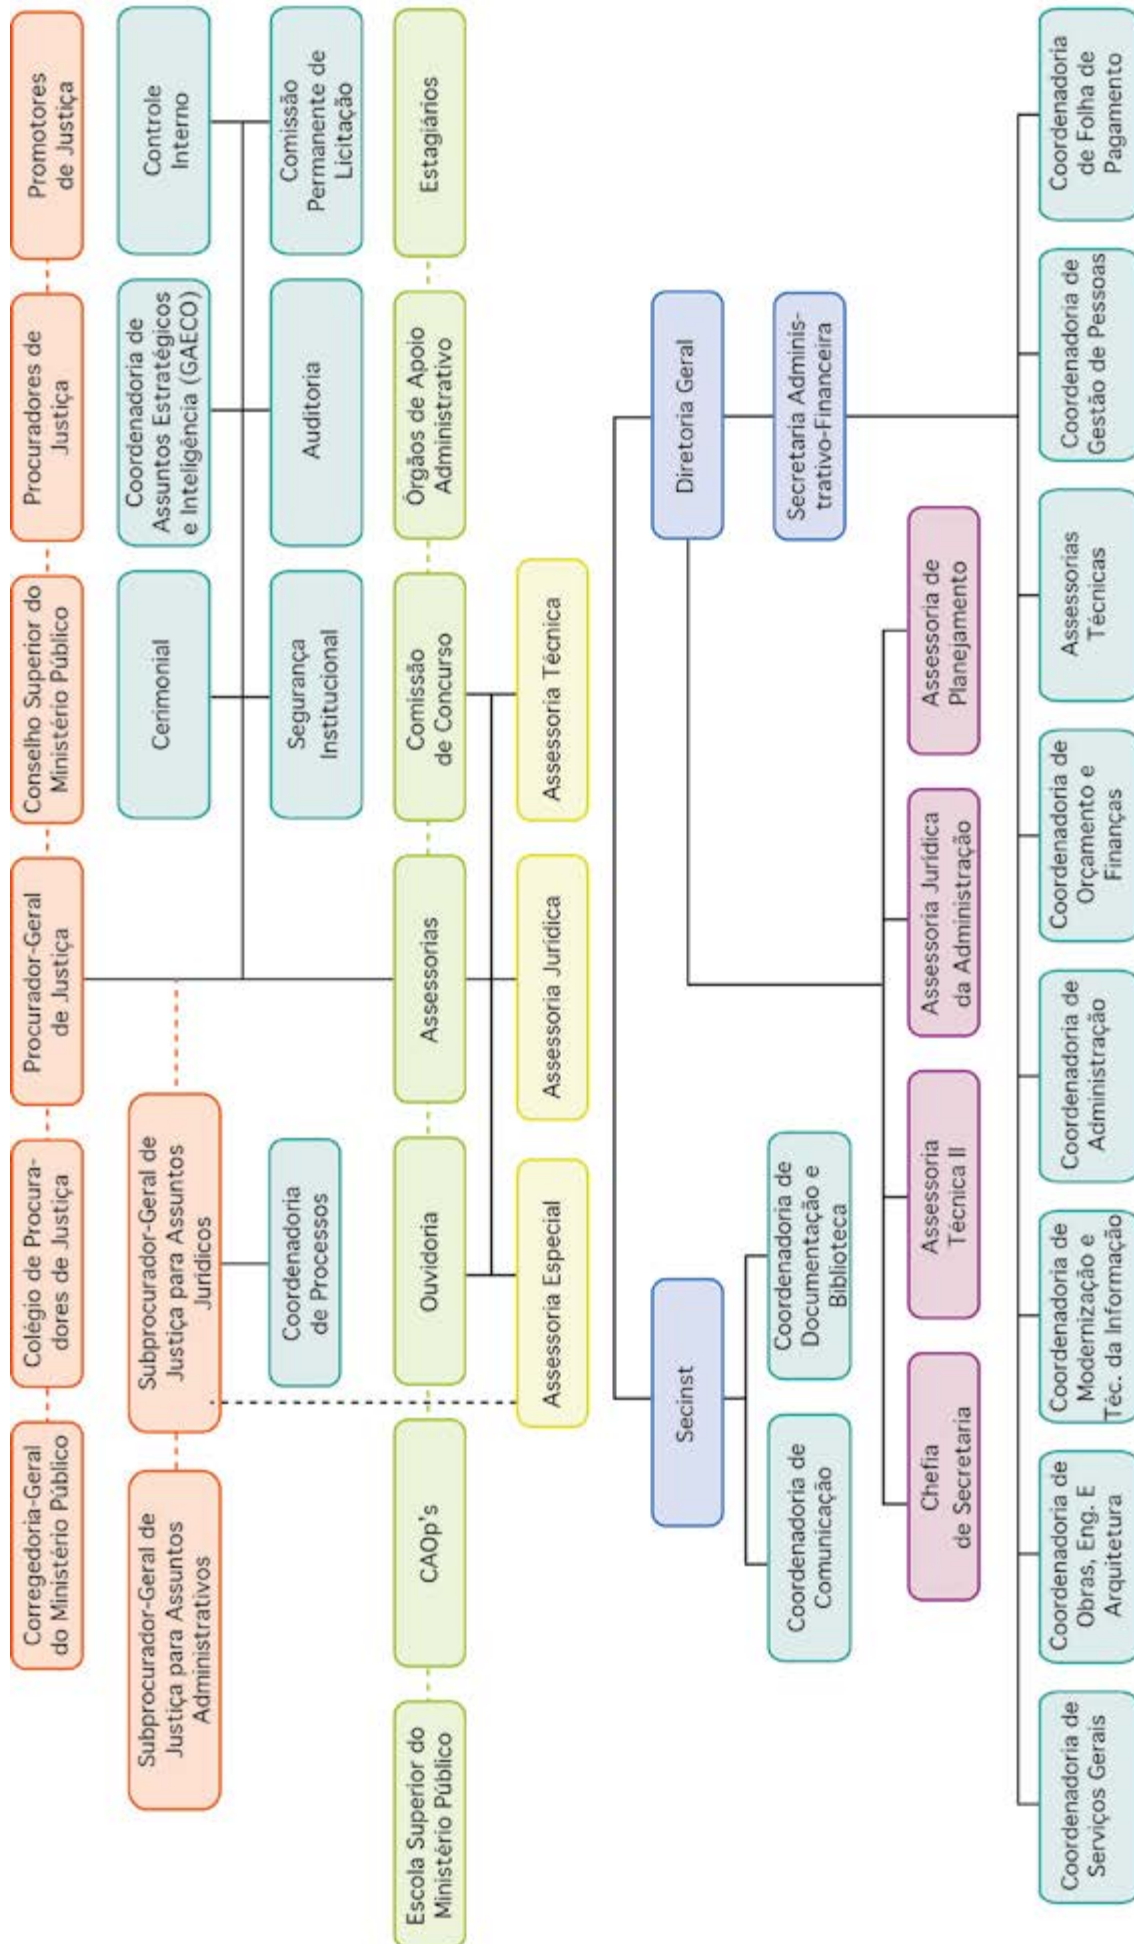 Corregedoria-Geral
do Ministério Público
Colégio de Procura-
dores de Justiça
Procurador-Geral
de Justiça
Conselho Superior do
Ministério Público
Procuradores de
Justiça
Promotores
de Justiça
Subprocurador-Geral de
Justiça para Assuntos
Administrativos
Subprocurador-Geral de
Justiça para Assuntos
Jurídicos
Cerimonial
Coordenadoria de
Assuntos Estratégicos
e Inteligência (GAECO)
Controle
Interno
Coordenadoria
de Processos
Segurança
Institucional
Auditoria
Comissão
Permanente de
Licitação
Escola Superior do
Ministério Público
CAOp's
Ouvidoria
Assessorias
Comissão
de Concurso
Órgãos de Apoio
Administrativo
Estagiários
Assessoria Especial
Assessoria Jurídica
Assessoria Técnica
Secinst
Diretoria Geral
Coordenadoria de
Comunicação
Coordenadoria de
Documentação e
Biblioteca
Secretaria Adminis-
trativo-Financeira
Chefia
de Secretaria
Assessoria
Técnica II
Assessoria Jurídica
da Administração
Assessoria de
Planejamento
Coordenadoria de
Serviços Gerais
Coordenadoria de
Obras, Eng. E
Arquitetura
Coordenadoria de
Modernização e
Téc. da Informação
Coordenadoria de
Administração
Coordenadoria de
Orçamento e
Finanças
Assessorias
Técnicas
Coordenadoria de
Gestão de Pessoas
Coordenadoria
de Folha de
Pagamento